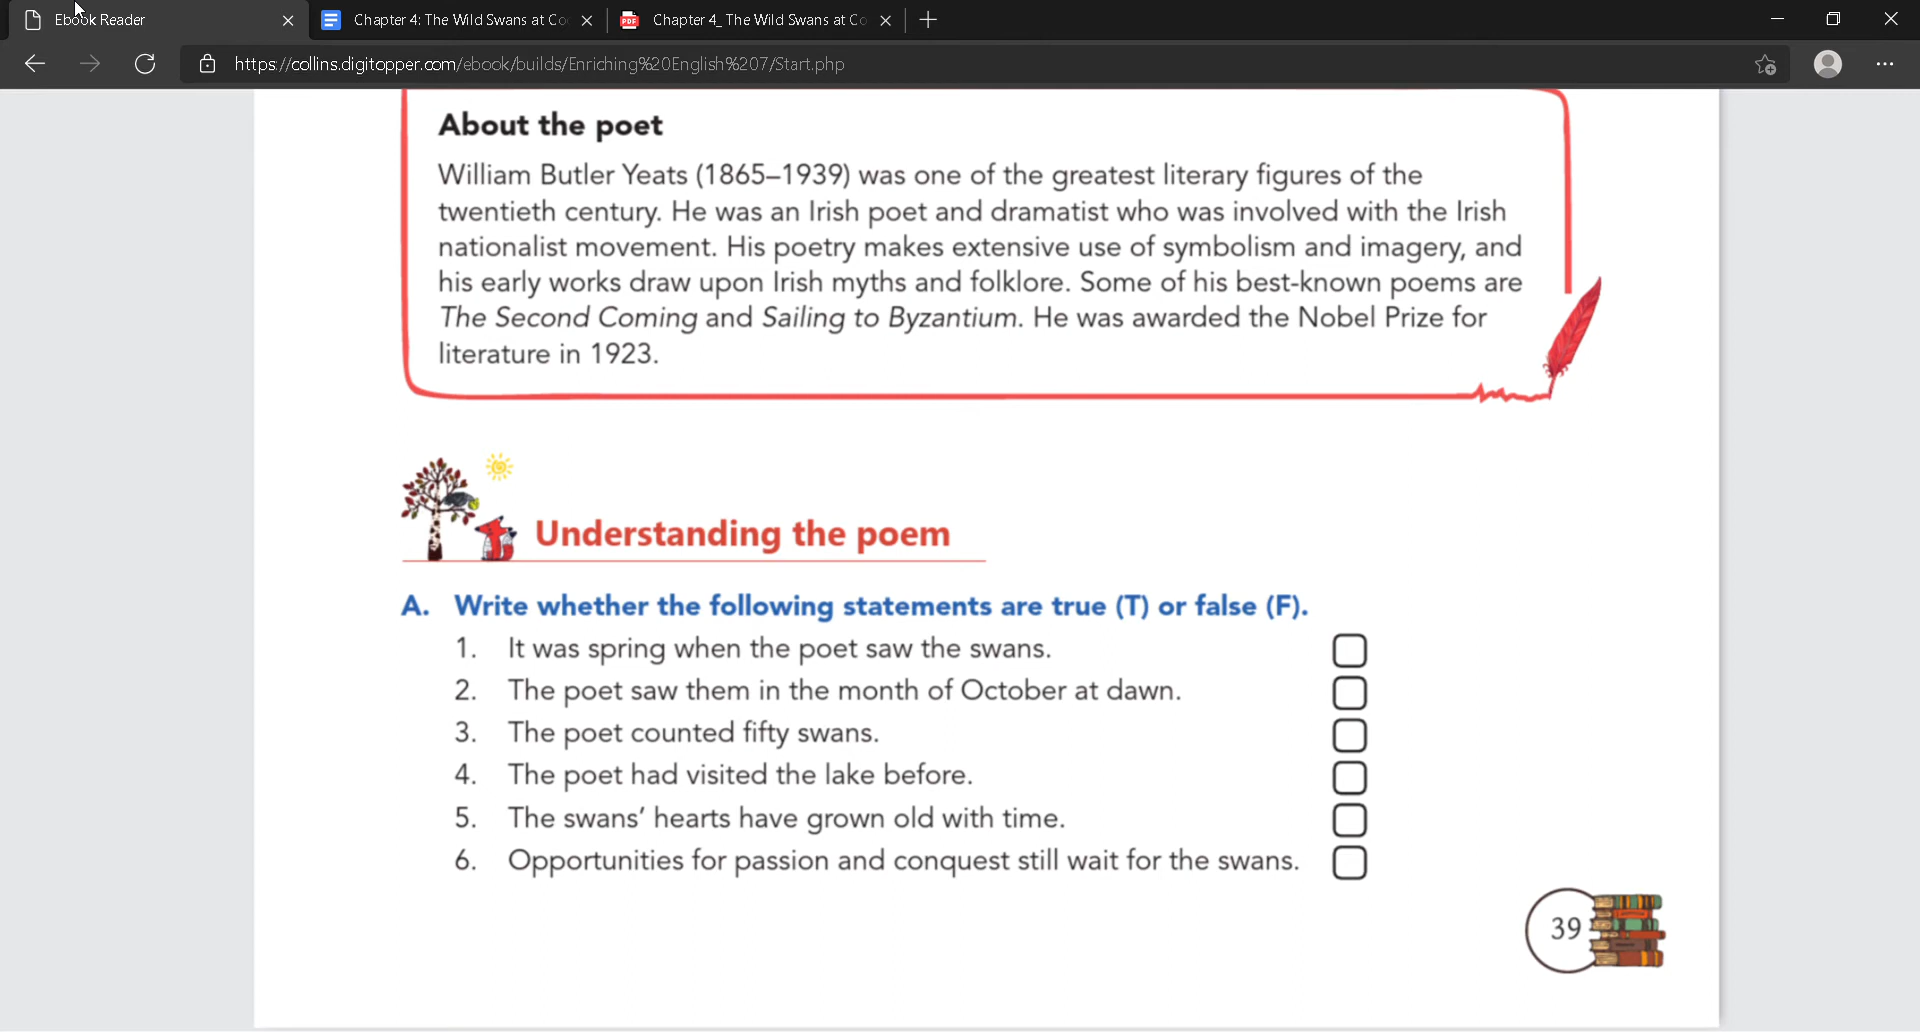 Ebook Reader
Chapter 4: The Wild Swans at Co
PDF
Chapter 4_ The Wild Swans at Co
https://collins.digitopper.com/ebook/builds/Enriching%20English%207/Start.php
About the poet
William Butler Yeats (1865–1939) was one of the greatest literary figures of the
twentieth century. He was an Irish poet and dramatist who was involved with the Irish
nationalist movement. His poetry makes extensive use of symbolism and imagery, and
his early works draw upon Irish myths and folklore. Some of his best-known poems are
The Second Coming and Sailing to Byzantium. He was awarded the Nobel Prize for
literature in 1923.
Understanding the poem
A. Write whether the following statements are true (T) or false (F).
1. It was spring when the poet saw the swans.
2. The poet saw them in the month of October at dawn.
3. The poet counted fifty swans.
4. The poet had visited the lake before.
5. The swans’ hearts have grown old with time.
6. Opportunities for passion and conquest still wait for the swans.
39